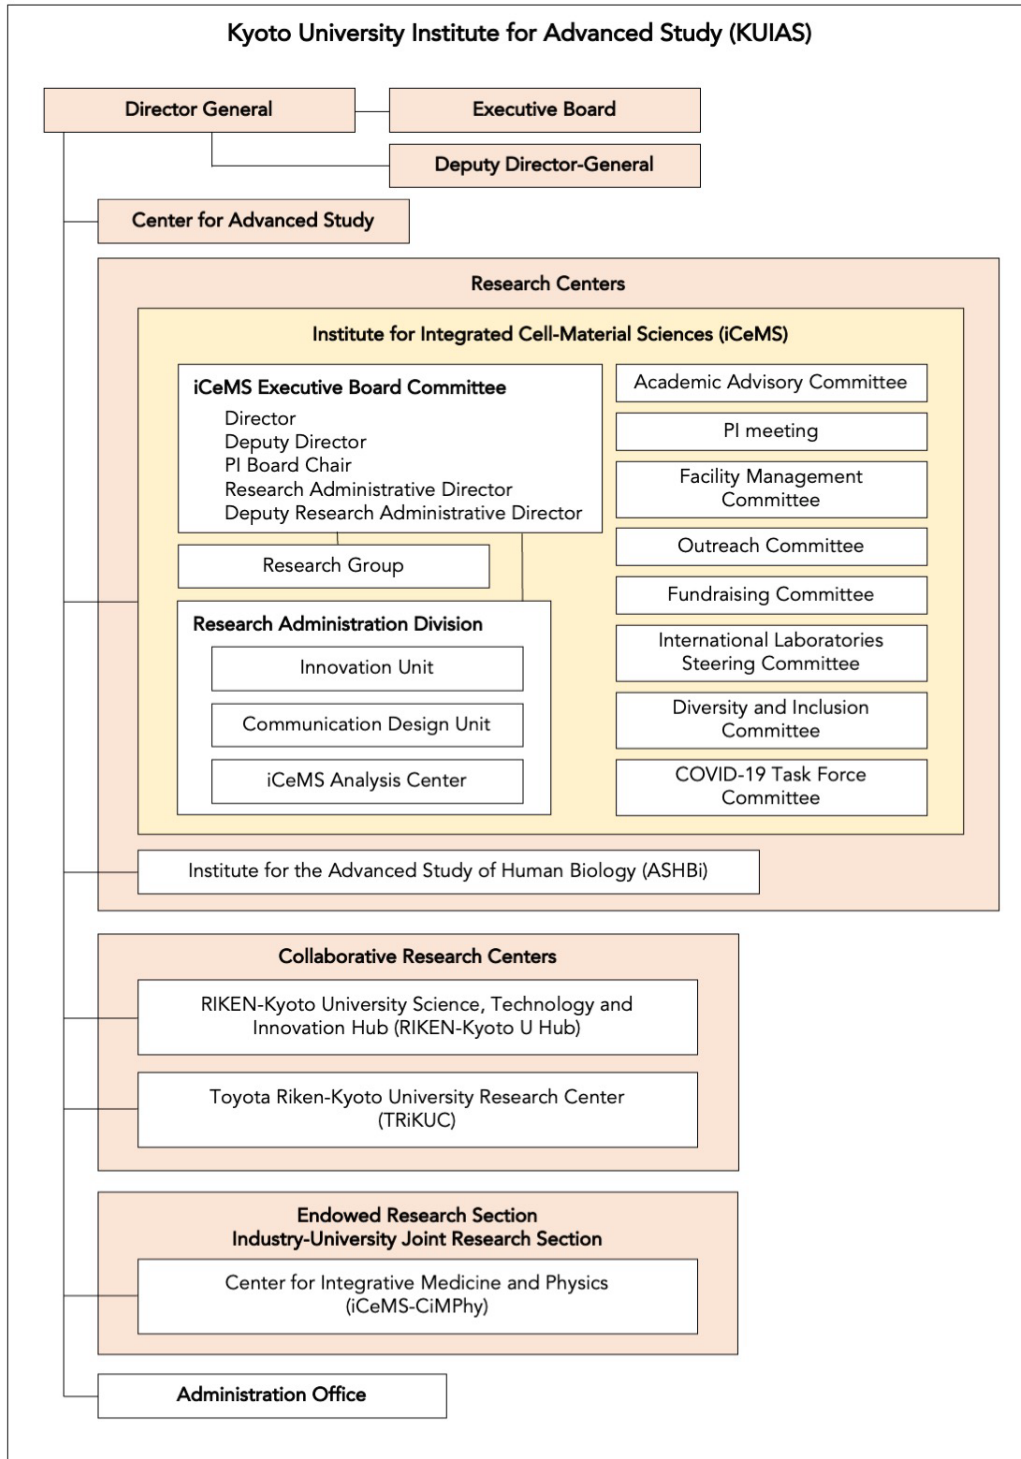 Kyoto University Institute for Advanced Study (KUIAS)
Director General
Executive Board
Deputy Director-General
Center for Advanced Study
Research Centers
Institute for Integrated Cell-Material Sciences (iCeMS)
iCeMS Executive Board Committee
Director
Deputy Director
PI Board Chair
Research Administrative Director
Deputy Research Administrative Director
Research Group
Research Administration Division
Innovation Unit
Communication Design Unit
iCeMS Analysis Center
Academic Advisory Committee
PI meeting
Facility Management
Committee
Outreach Committee
Fundraising Committee
International Laboratories
Steering Committee
Diversity and Inclusion
Committee
COVID-19 Task Force
Committee
Institute for the Advanced Study of Human Biology (ASHBi)
Collaborative Research Centers
RIKEN-Kyoto University Science, Technology and
Innovation Hub (RIKEN-Kyoto U Hub)
Toyota Riken-Kyoto University Research Center
(TRiKUC)
Endowed Research Section
Industry-University Joint Research Section
Center for Integrative Medicine and Physics
(iCeMS-CiMPhy)
Administration Office